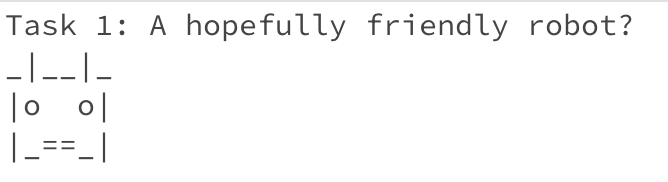 Task 1: A hopefully friendly robot?
_|__|_
|o  o|
|_==_|